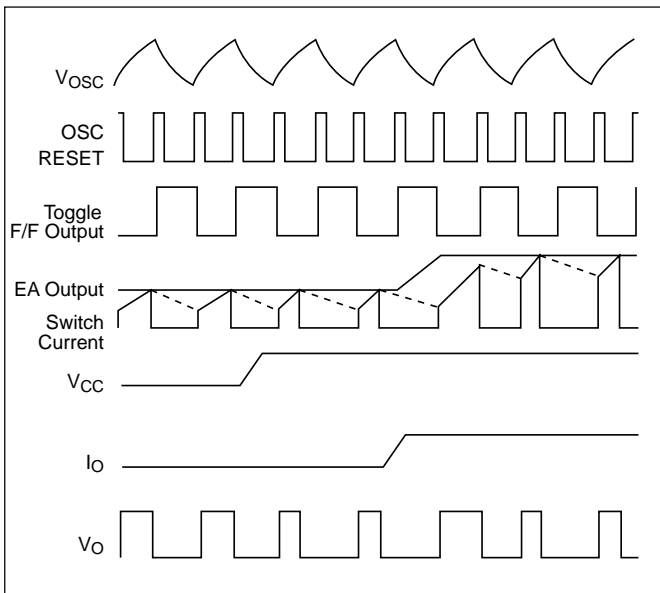 VOSC
OSC
RESET
Toggle
F/F Output
EA Output
Switch
Current
VCC
IO
VO